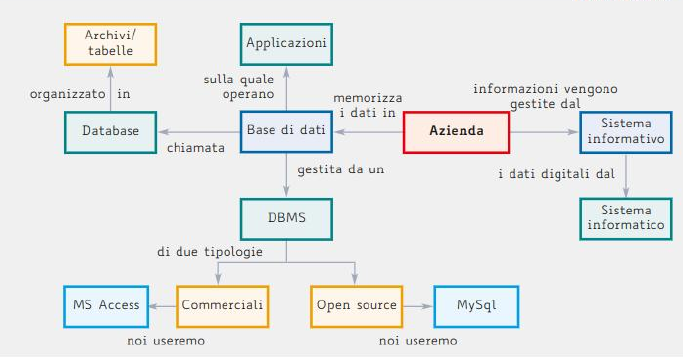 Archivi/
tabelle
Applicazioni
organizzato in
sulla quale
operano
memorizza
i dati in
informazioni vengono
gestite dal
Database
chiamata
Base di dati
Azienda
Sistema
informativo
gestita da un
i dati digitali dal
DBMS
Sistema
informatico
di due tipologie
MS Access
Commerciali
Open source
MySql
noi useremo
noi useremo